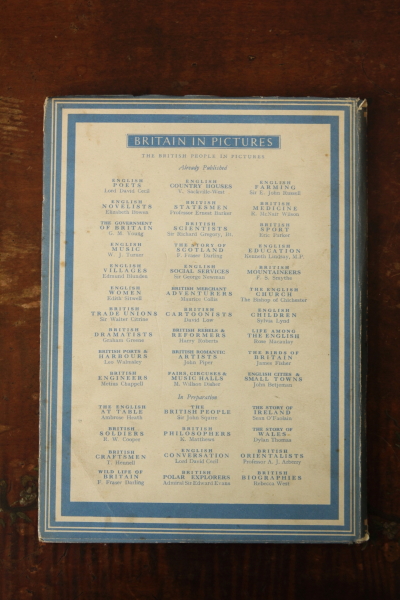 BRITAIN IN PICTURES
THE BRITISH PEOPLE IN PICTURES
Already Published
ENGLISH POETS
Lord David Cecil
ENGLISH COUNTRY HOUSES
V. Sackville-West
ENGLISH FARMING
Sir E. John Russell
ENGLISH NOVELISTS
Elizabeth Bowen
BRITISH STATESMEN
Professor Ernest Barker
BRITISH MEDICINE
R. McNair Wilson
THE GOVERNMENT OF BRITAIN
G. M. Young
BRITISH SCIENTISTS
Sir Richard Gregory, Bt.
BRITISH SPORT
Eric Parker
ENGLISH MUSIC
W. J. Turner
THE STORY OF SCOTLAND
F. Fraser Darling
ENGLISH EDUCATION
Kenneth Lindsay, M.P.
ENGLISH VILLAGES
Edmund Blunden
ENGLISH SOCIAL SERVICES
Sir George Newman
BRITISH MOUNTAINEERS
F. S. Smythe
ENGLISH WOMEN
Edith Sitwell
BRITISH MERCHANT ADVENTURERS
Maurice Collis
THE ENGLISH CHURCH
The Bishop of Chichester
BRITISH TRADE UNIONS
Sir Walter Citrine
BRITISH CARTOONISTS
David Low
ENGLISH CHILDREN
Sylvia Lynd
BRITISH DRAMATISTS
Graham Greene
BRITISH REBELS & REFORMERS
Harry Roberts
LIFE AMONG THE ENGLISH
Rose Macaulay
BRITISH PORTS & HARBOURS
Leo Walmsley
BRITISH ROMANTIC ARTISTS
John Piper
THE BIRDS OF BRITAIN
James Fisher
BRITISH ENGINEERS
Metius Chappell
FAIRS, CIRCUSES & MUSIC HALLS
M. Willson Disher
ENGLISH CITIES & SMALL TOWNS
John Betjeman
In Preparation
THE ENGLISH AT TABLE
Ambrose Heath
THE BRITISH PEOPLE
Sir John Squire
THE STORY OF IRELAND
Sean O'Faolain
BRITISH SOLDIERS
R. W. Cooper
BRITISH PHILOSOPHERS
K. Matthews
THE STORY OF WALES
Dylan Thomas
BRITISH CRAFTSMEN
T. Hennell
ENGLISH CONVERSATION
Lord David Cecil
BRITISH ORIENTALISTS
Professor A. J. Arberry
WILD LIFE OF BRITAIN
F. Fraser Darling
BRITISH POLAR EXPLORERS
Admiral Sir Edward Evans
BRITISH BIOGRAPHIES
Rebecca West